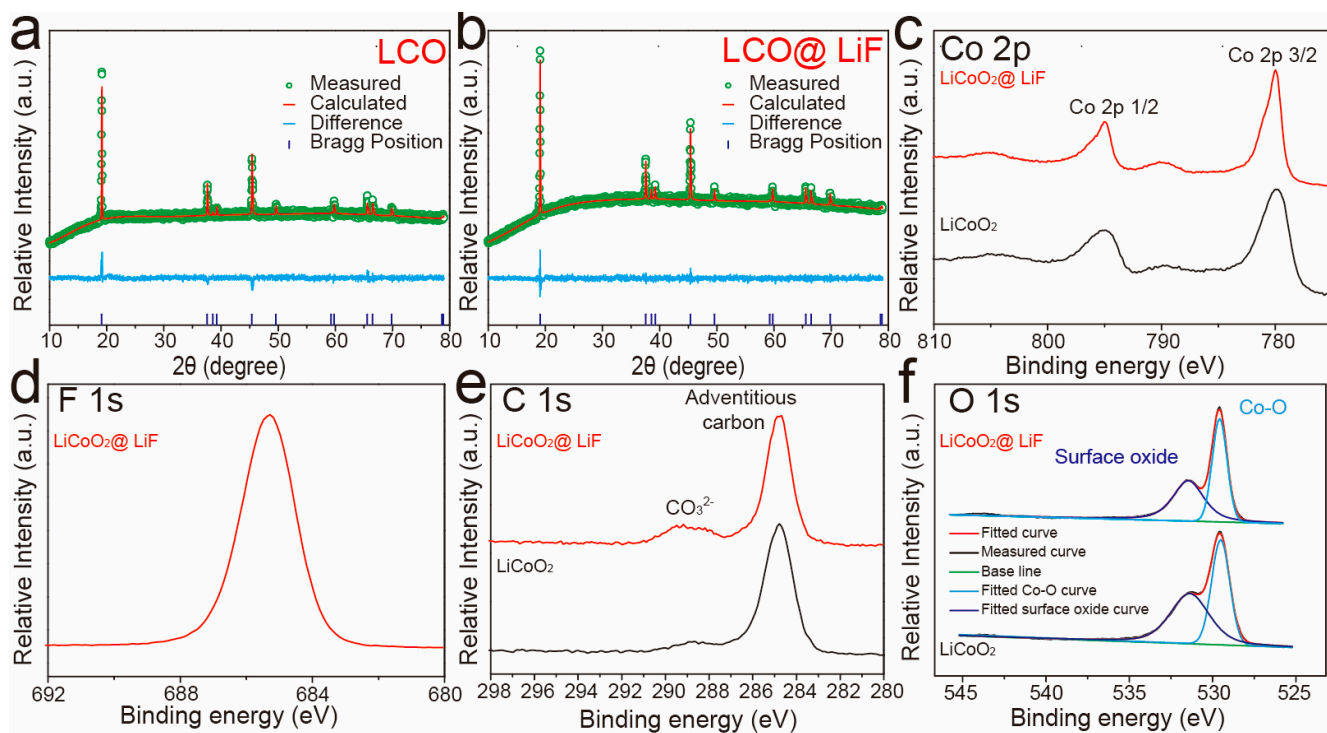 a
LCO
Measured
Calculated
Difference
Bragg Position
Relative Intensity (a.u.)
10 20 30 40 50 60 70 80
2θ (degree)
b
LCO@ LiF
Measured
Calculated
Difference
Bragg Position
Relative Intensity (a.u.)
10 20 30 40 50 60 70 80
2θ (degree)
c
Co 2p
LiCoO₂@ LiF
Co 2p 3/2
Co 2p 1/2
LiCoO₂
Relative Intensity (a.u.)
810 800 790 780
Binding energy (eV)
d
F 1s
LiCoO₂@ LiF
Relative Intensity (a.u.)
692 688 684 680
Binding energy (eV)
e
C 1s
Adventitious
carbon
LiCoO₂@ LiF
CO₃²⁻
LiCoO₂
Relative Intensity (a.u.)
298 296 294 292 290 288 286 284 282 280
Binding energy (eV)
f
O 1s
Co-O
LiCoO₂@ LiF
Surface oxide
Fitted curve
Measured curve
Base line
Fitted Co-O curve
Fitted surface oxide curve
LiCoO₂
Relative Intensity (a.u.)
545 540 535 530 525
Binding energy (eV)